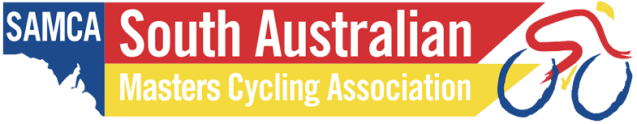 SAMCA
South Australian
Masters Cycling Association